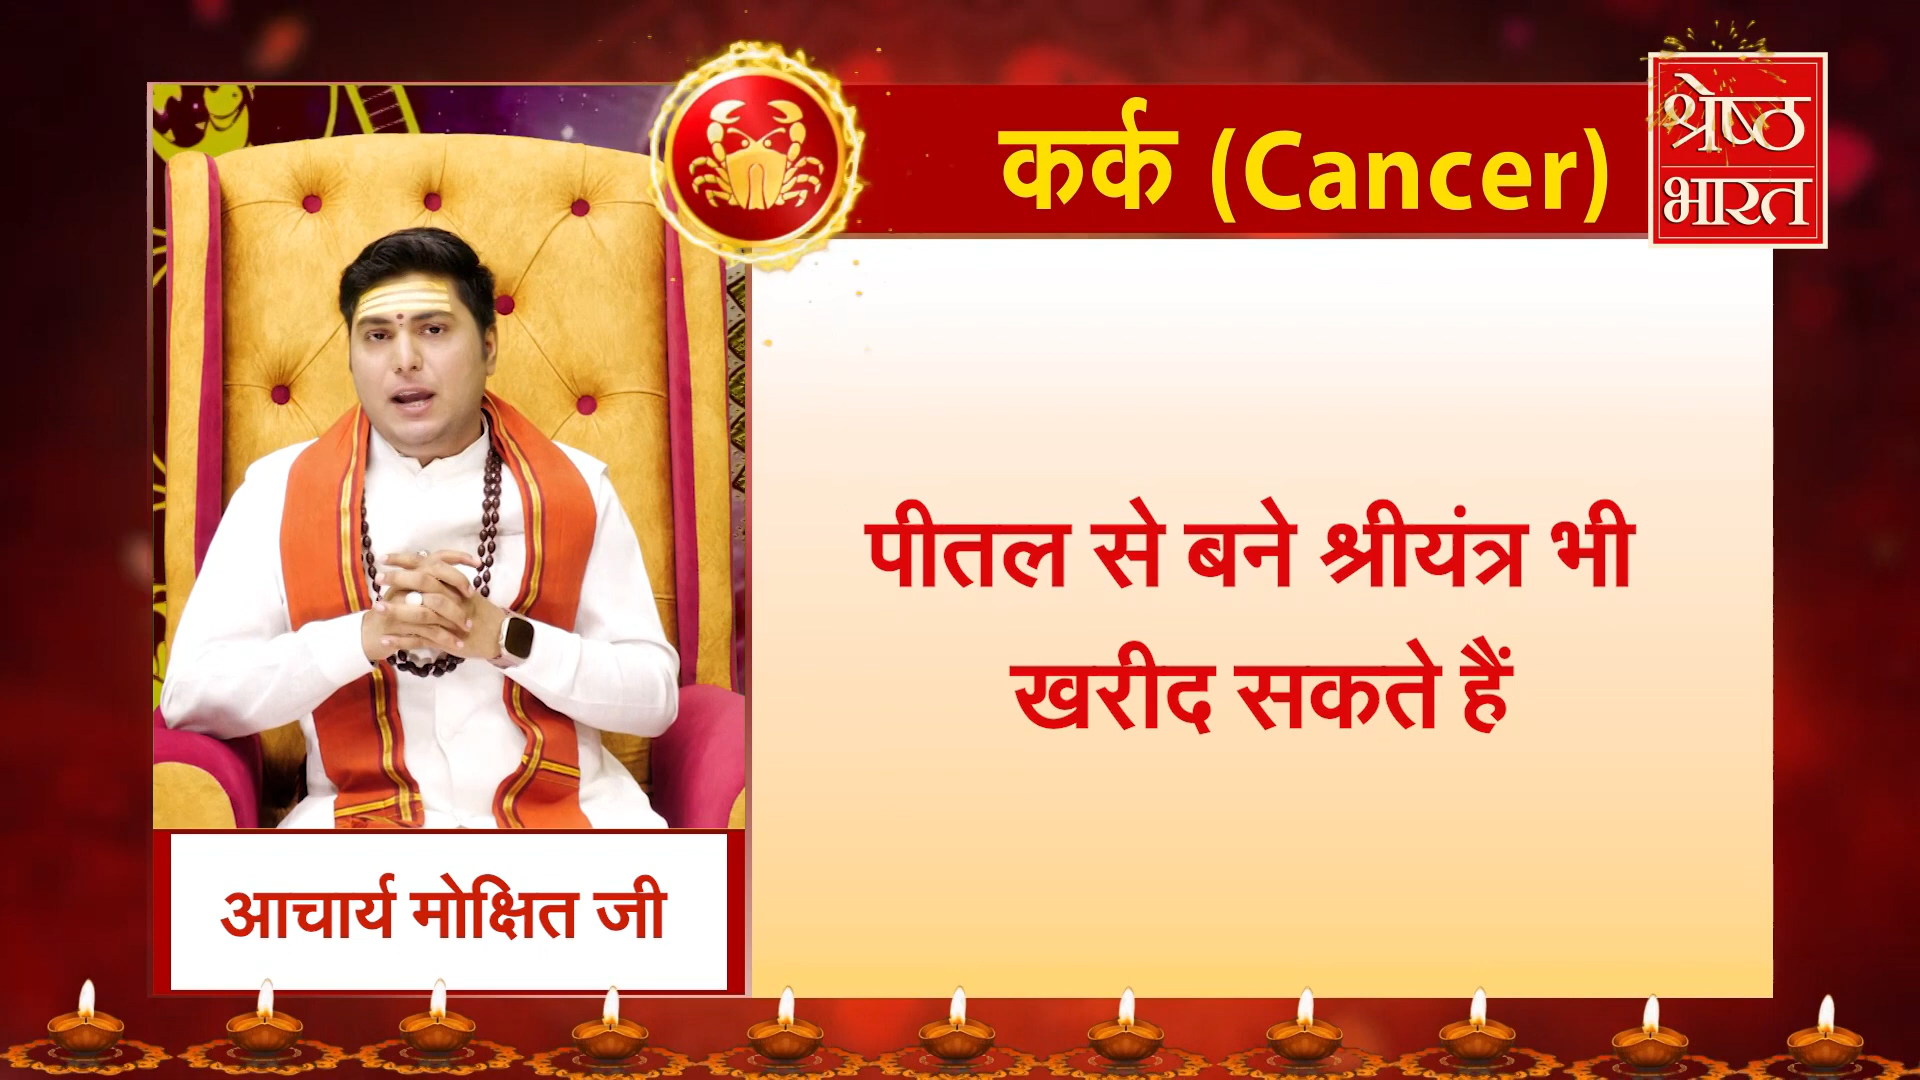 कर्क (Cancer)
श्रेष्ठ
भारत
पीतल से बने श्रीयंत्र भी
खरीद सकते हैं
आचार्य मोक्षित जी